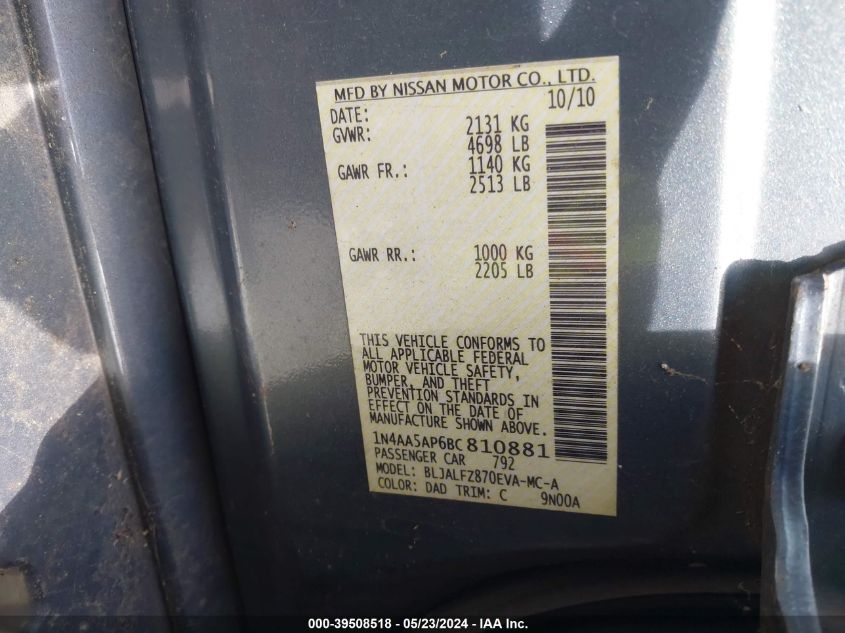 MFD BY NISSAN MOTOR CO., LTD.
DATE: 10/10
GVWR: 2131 KG
4698 LB
GAWR FR.: 1140 KG
2513 LB
GAWR RR.: 1000 KG
2205 LB
THIS VEHICLE CONFORMS TO
ALL APPLICABLE FEDERAL
MOTOR VEHICLE SAFETY,
BUMPER, AND THEFT
PREVENTION STANDARDS IN
EFFECT ON THE DATE OF
MANUFACTURE SHOWN ABOVE.
1N4AA5AP6BC810881
PASSENGER CAR 792
MODEL: BLJALFZ870EVA-MC-A
COLOR: DAD TRIM: C 9N00A
000-39508518 - 05/23/2024 - IAA Inc.